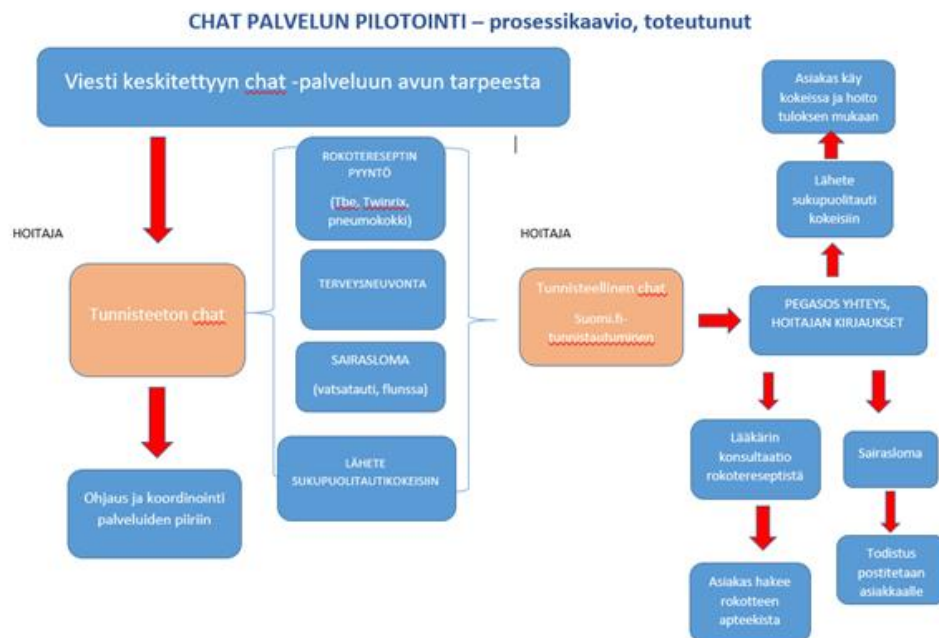 CHAT PALVELUN PILOTOINTI – prosessikaavio, toteutunut
Viesti keskitettyyn chat -palveluun avun tarpeesta
HOITAJA
Tunnisteeton chat
Ohjaus ja koordinointi
palveluiden piiriin
ROKOTERESEPTIN
PYYNTÖ
(Tbe, Twinrix,
pneumokokki)
TERVEYSNEUVONTA
SAIRASLOMA
(vatsatauti, flunssa)
LÄHETE
SUKUPUOLITAUTIKOKEISIIN
HOITAJA
Tunnisteellinen chat
Suomi.fi-
tunnistautuminen
PEGASOS YHTEYS,
HOITAJAN KIRJAUKSET
Lähete
sukupuolitauti
kokeisiin
Asiakas käy
kokeissa ja hoito
tuloksen mukaan
Lääkärin
konsultaatio
rokotereseptistä
Asiakas hakee
rokotteen
apteekista
Sairasloma
Todistus
postitetaan
asiakkaalle